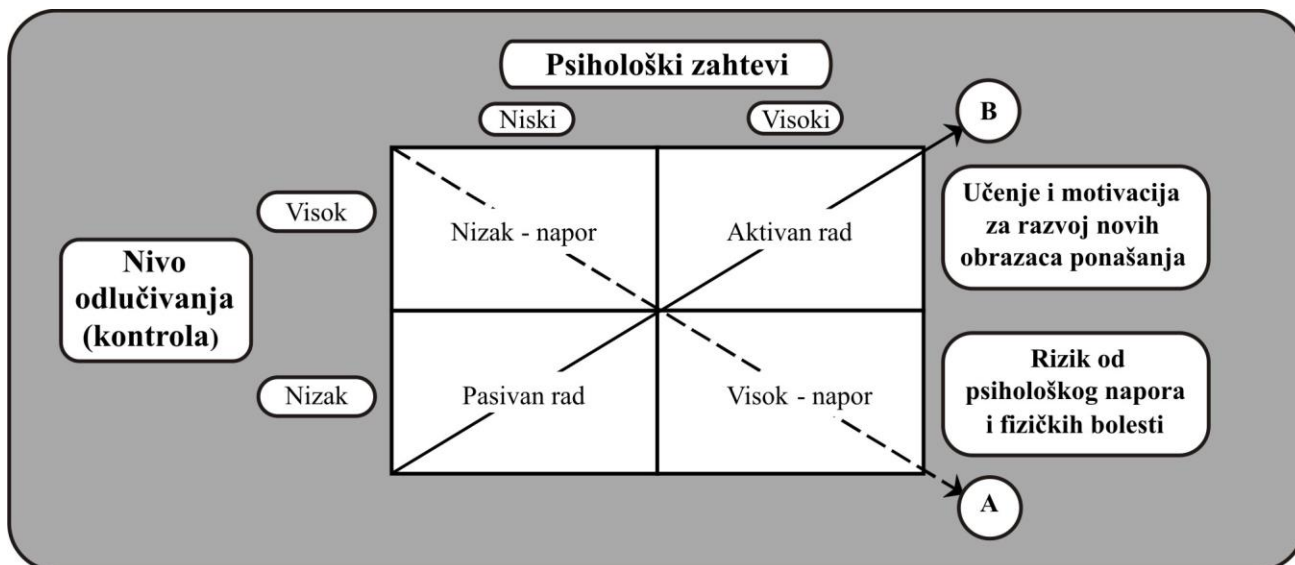 Psihološki zahtevi
Niski
Visoki
B
Visok
Nizak - napor
Aktivan rad
Učenje i motivacija
za razvoj novih
obrazaca ponašanja
Nivo
odlučivanja
(kontrola)
Nizak
Pasivan rad
Visok - napor
Rizik od
psihološkog napora
i fizičkih bolesti
A